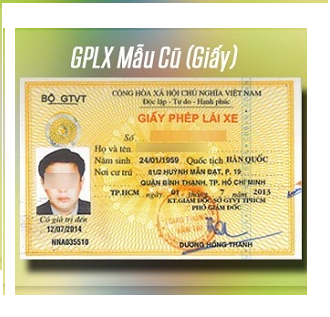 GPLX Mẫu Cũ (Giấy)
BỘ GTVT
CỘNG HÒA XÃ HỘI CHỦ NGHĨA VIỆT NAM
Độc lập - Tự do - Hạnh phúc
GIẤY PHÉP LÁI XE
Số
Họ và tên
Năm sinh 24/01/1959 Quốc tịch HÀN QUỐC
Nơi cư trú 81/2 HUỲNH MẪN ĐẠT, P. 19
QUẬN BÌNH THẠNH, TP. HỒ CHÍ MINH
TP.HCM ngày 01 tháng 7 năm 2013
KT.GIÁM ĐỐC SỞ GTVT TPHCM
PHÓ GIÁM ĐỐC
Có giá trị đến
12/07/2014
NNA035519
DƯƠNG HỒNG THANH